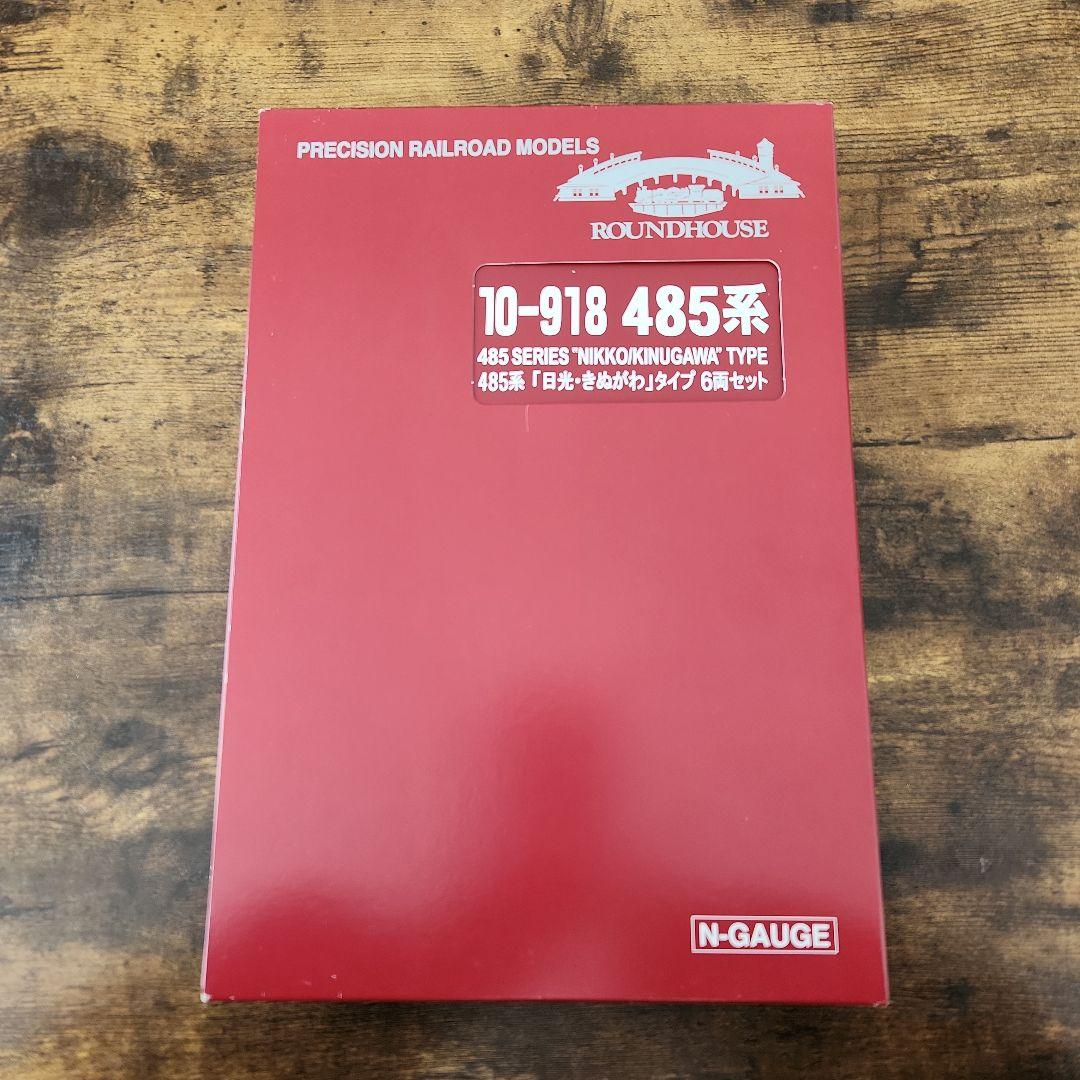 PRECISION RAILROAD MODELS
ROUNDHOUSE
10-918 485系
485 SERIES "NIKKO/KINUGAWA" TYPE
485系「日光・きぬがわ」タイプ 6両セット
N-GAUGE